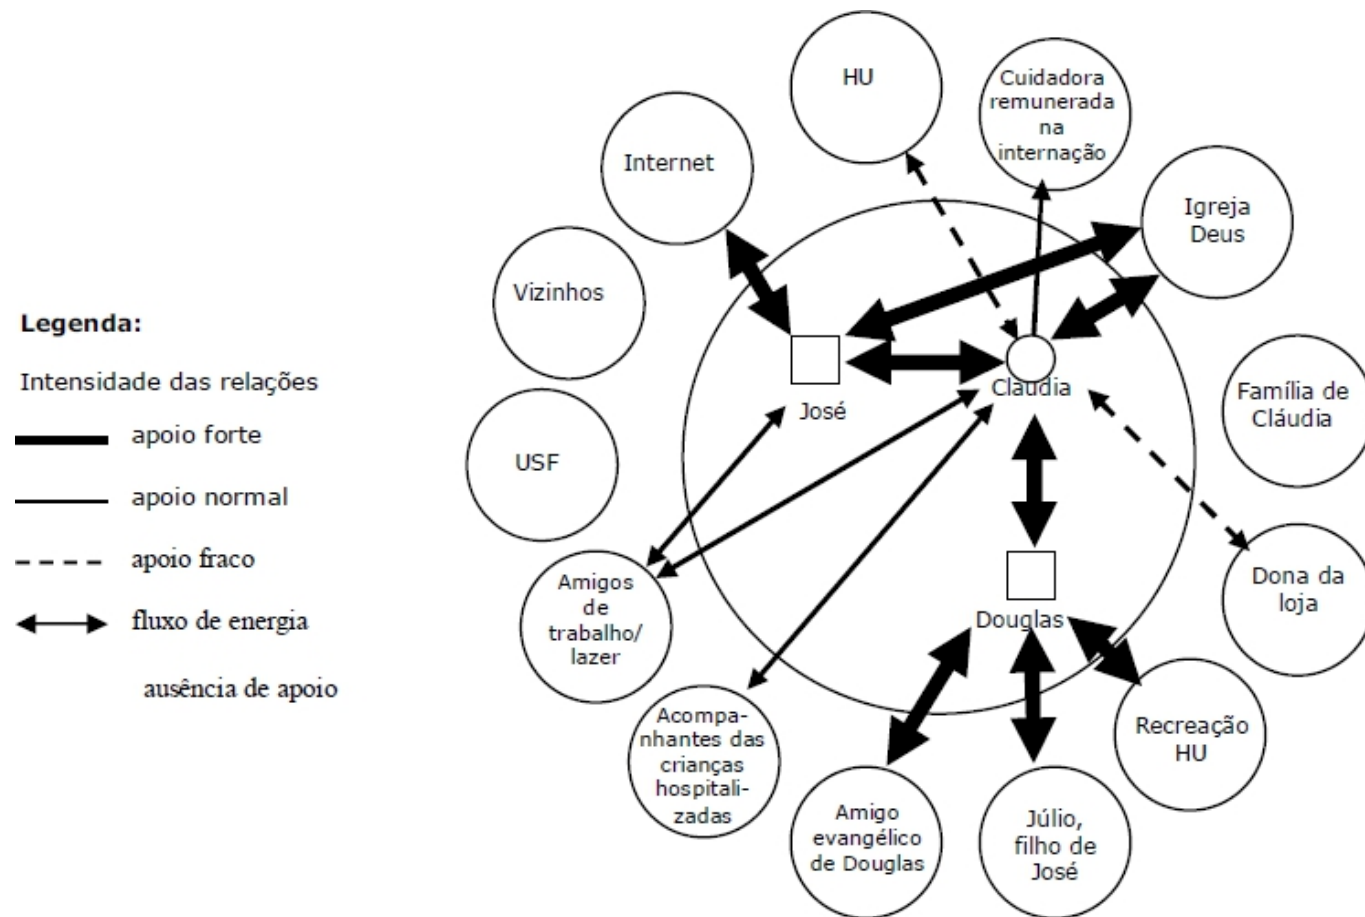 HU
Cuidadora
remunerada
na
internação
Internet
Igreja
Deus
Vizinhos
Legenda:
Intensidade das relações
apoio forte
apoio normal
apoio fraco
fluxo de energia
ausência de apoio
José
Cláudia
Família de
Cláudia
USF
Amigos
de
trabalho/
lazer
Douglas
Dona da
loja
Acompa-
nhantes das
crianças
hospitali-
zadas
Recreação
HU
Amigo
evangélico
de Douglas
Júlio,
filho de
José